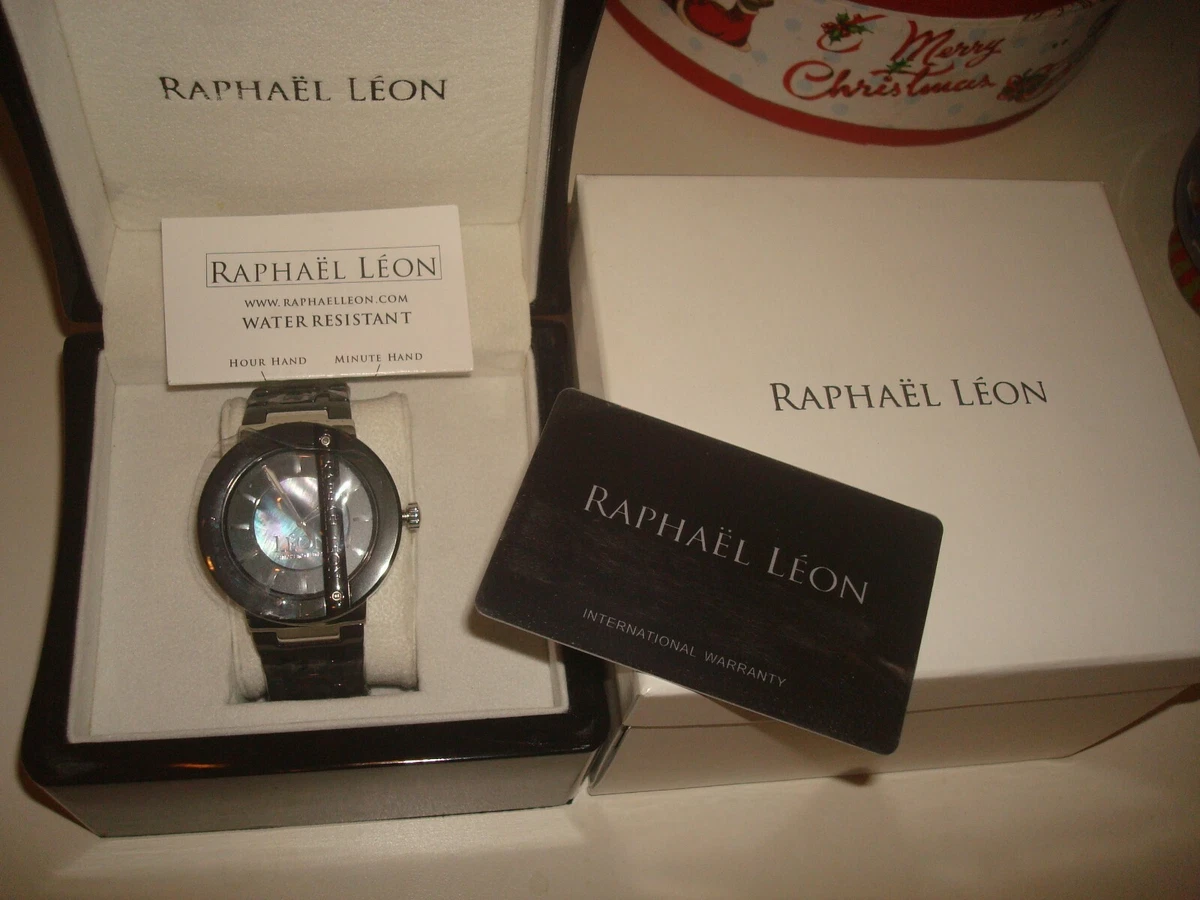 RAPHAËL LÉON
Merry
Christmas
RAPHAËL LÉON
WWW.RAPHAELLEON.COM
WATER RESISTANT
HOUR HAND MINUTE HAND
RAPHAËL LÉON
RAPHAËL LÉON
INTERNATIONAL WARRANTY